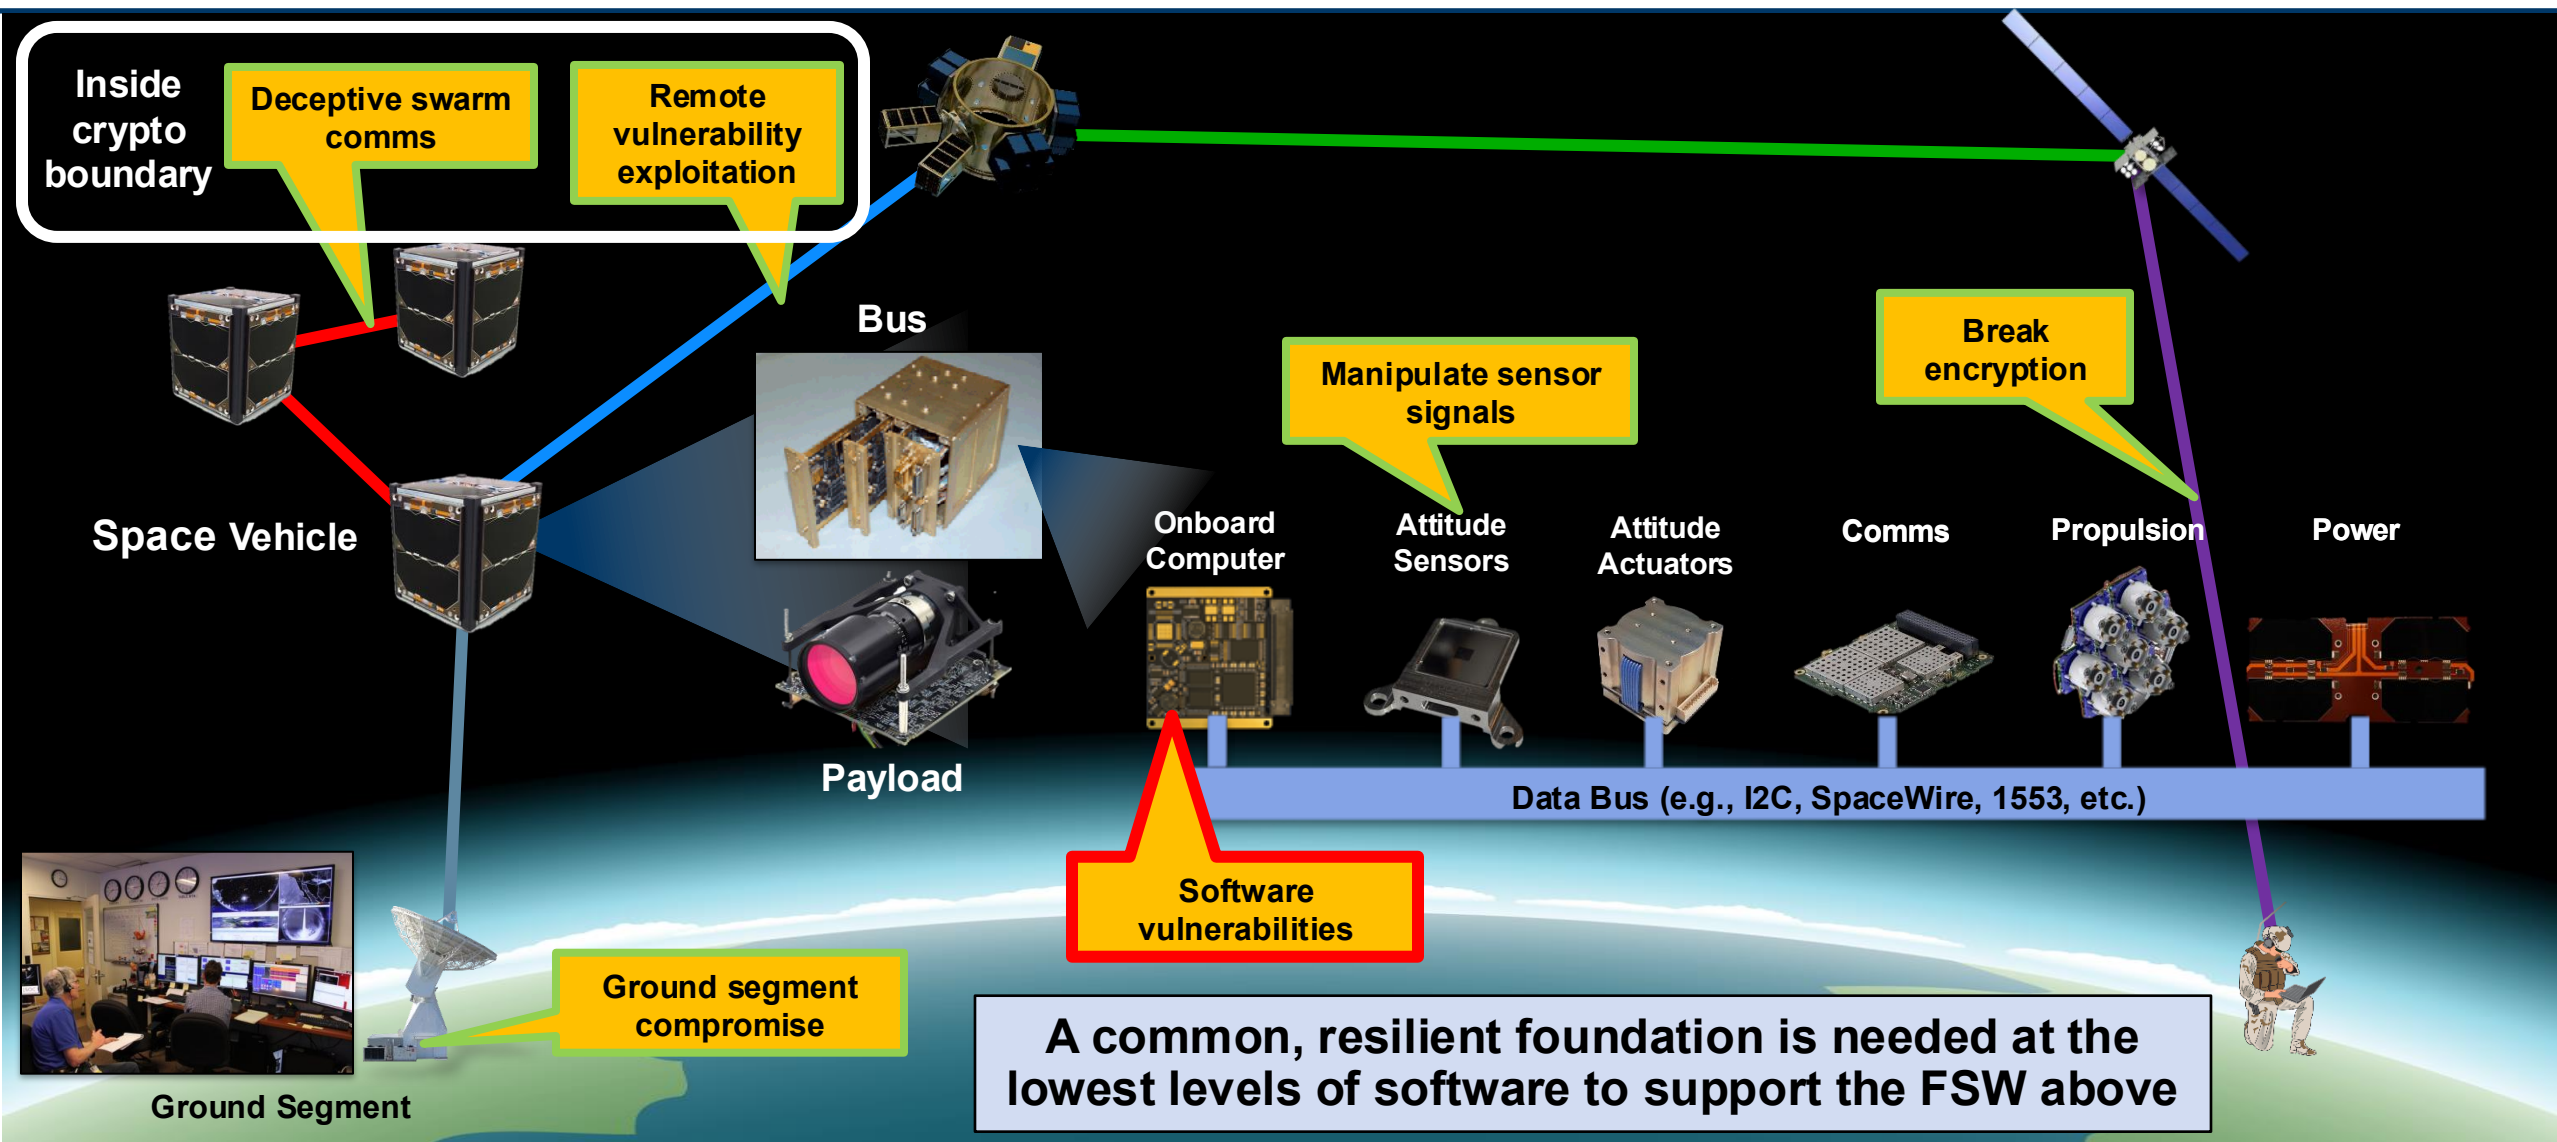 Inside
crypto
boundary
Deceptive swarm
comms
Remote
vulnerability
exploitation
Bus
Manipulate sensor
signals
Break
encryption
Space Vehicle
Onboard
Computer
Attitude
Sensors
Attitude
Actuators
Comms
Propulsion
Power
Payload
Data Bus (e.g., I2C, SpaceWire, 1553, etc.)
Software
vulnerabilities
Ground segment
compromise
Ground Segment
A common, resilient foundation is needed at the
lowest levels of software to support the FSW above